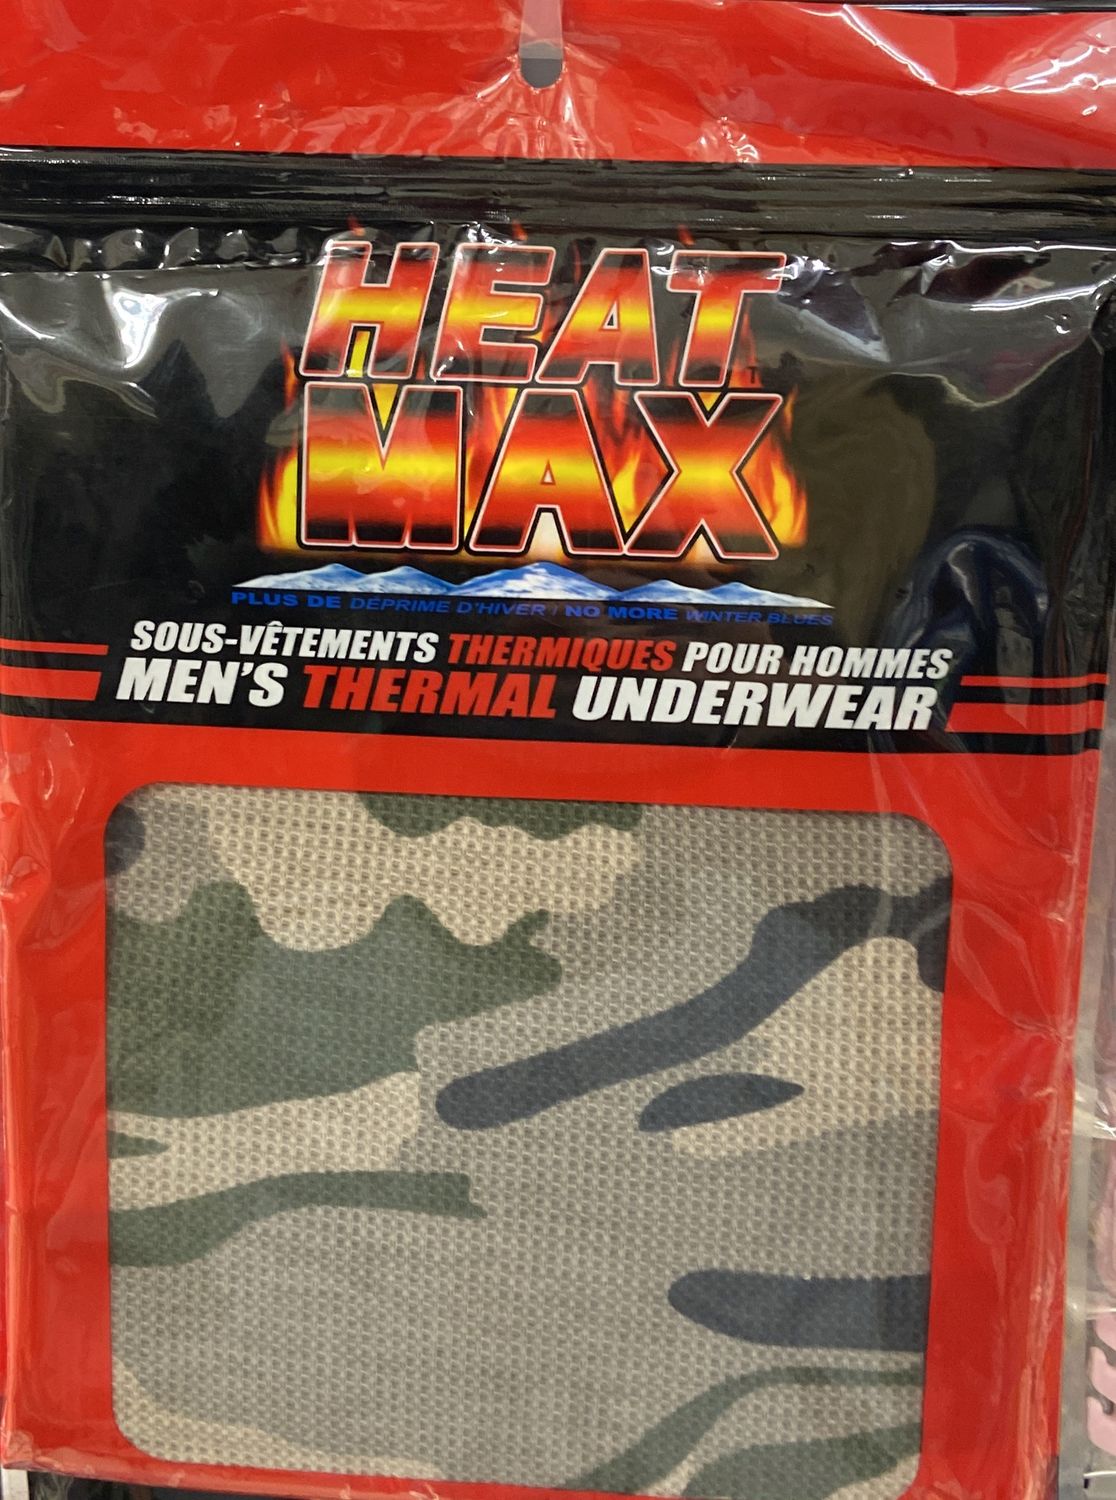 HEAT
MAX
PLUS DE DÉPRIME D'HIVER | NO MORE WINTER BLUES
SOUS-VÊTEMENTS THERMIQUES POUR HOMMES
MEN'S THERMAL UNDERWEAR